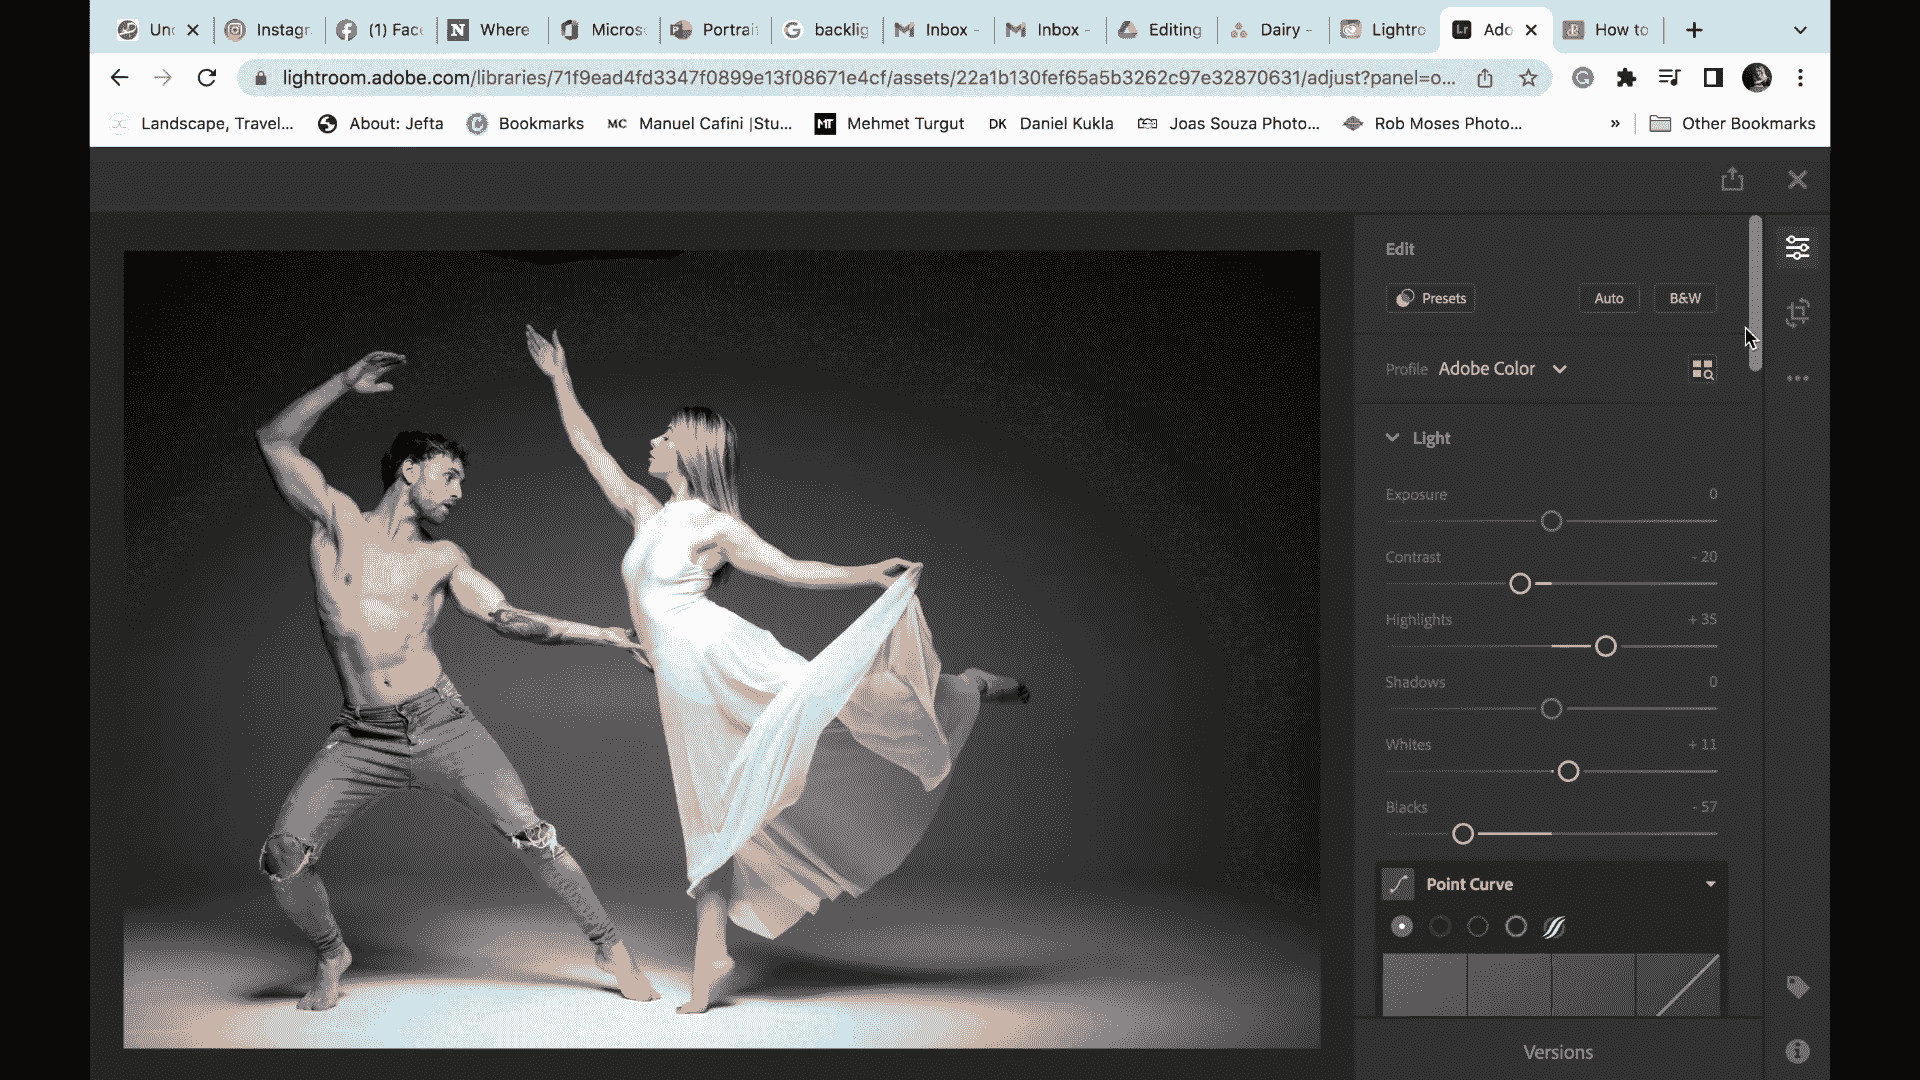 Un Instagr (1) Fac Where Micros Portrai backlig Inbox - Inbox - Editing Dairy - Lightro Lr Ado How to
lightroom.adobe.com/libraries/71f9ead4fd3347f0899e13f08671e4cf/assets/22a1b130fef65a5b3262c97e32870631/adjust?panel=o...
Landscape, Travel... About: Jefta Bookmarks MC Manuel Cafini |Stu... MT Mehmet Turgut DK Daniel Kukla Joas Souza Photo... Rob Moses Photo... » Other Bookmarks
Edit
Presets Auto B&W
Profile Adobe Color
Light
Exposure 0
Contrast - 20
Highlights + 35
Shadows 0
Whites + 11
Blacks - 57
Point Curve
Versions